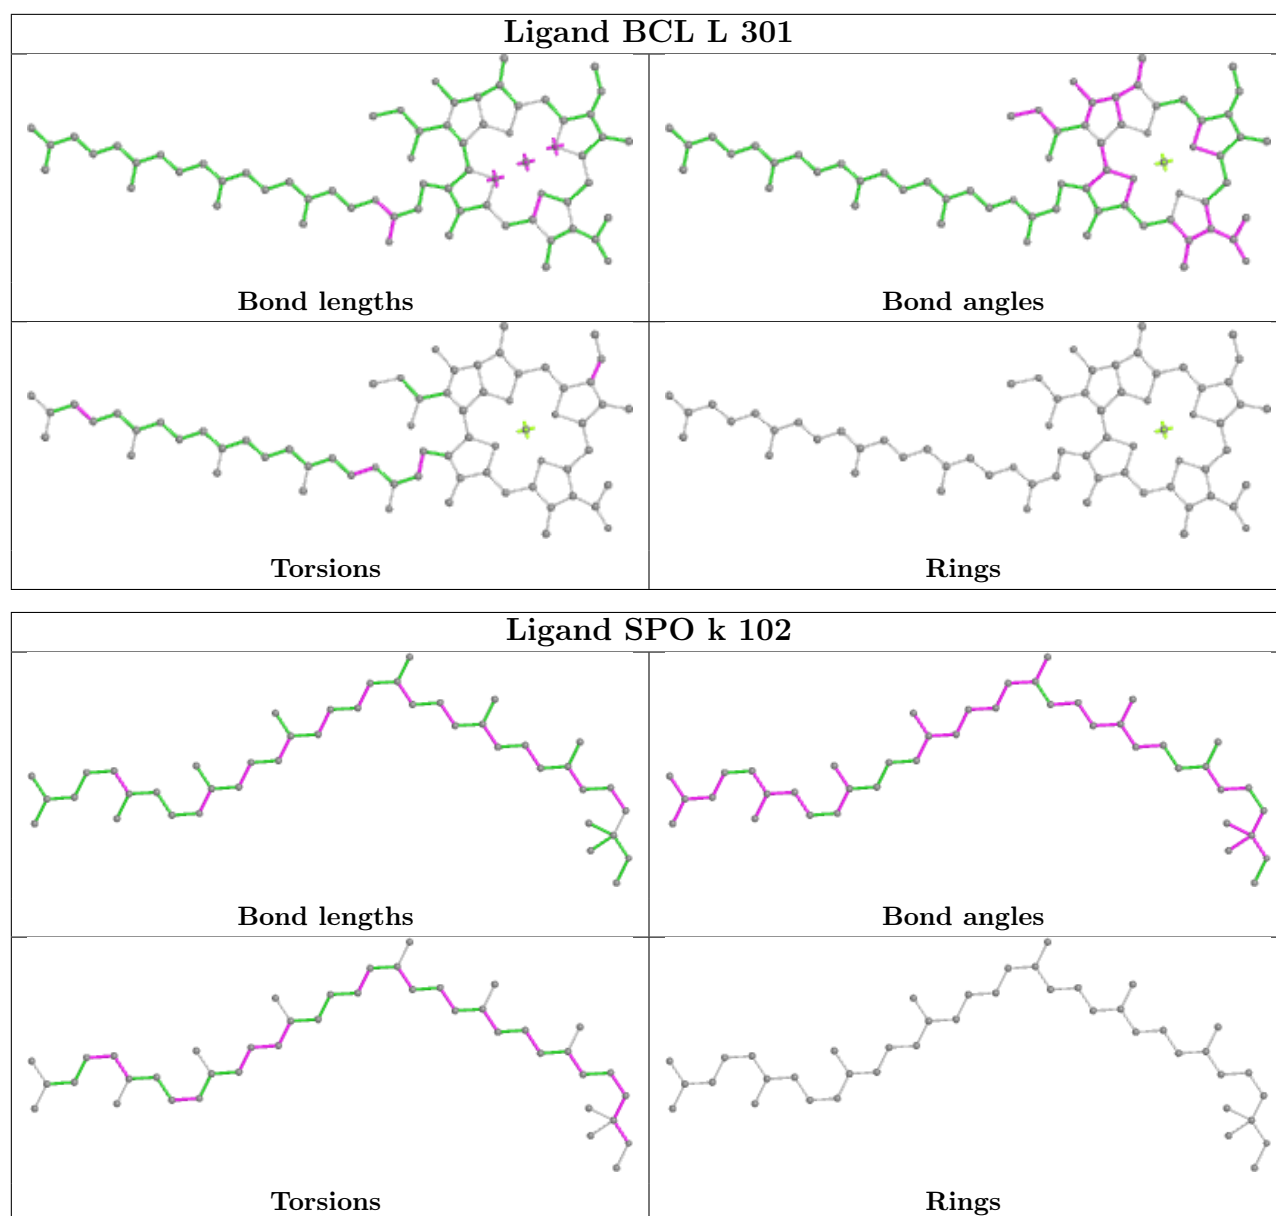 Ligand BCL L 301
Bond lengths
Bond angles
Torsions
Rings
Ligand SPO k 102
Bond lengths
Bond angles
Torsions
Rings